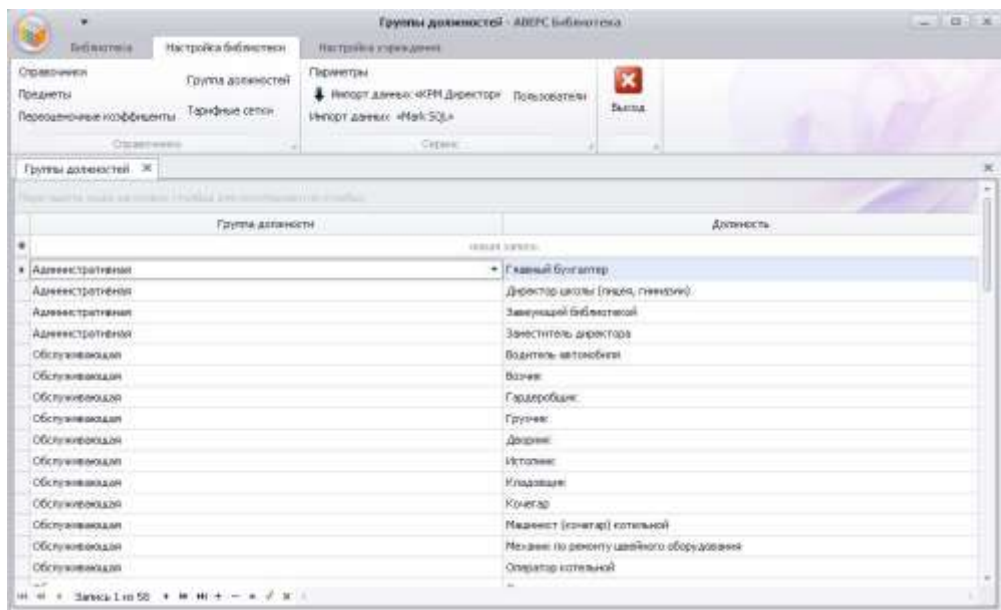 Группы должностей - АВЕРС Библиотека
Библиотека Настройка библиотеки Настройка учреждения
Справочники Группа должностей Параметры
Предметы Импорт данных «КРМ Директор» Пользователи
Переоценочные коэффициенты Тарифные сетки Импорт данных «Mark SQL» Выход
Справочники Сервис
Группы должностей
Группа должности Должность
новая запись
Административная Главный бухгалтер
Административная Директор школы (лицея, гимназии)
Административная Заведующий библиотекой
Административная Заместитель директора
Обслуживающая Водитель автомобиля
Обслуживающая Возчик
Обслуживающая Гардеробщик
Обслуживающая Грузчик
Обслуживающая Дворник
Обслуживающая Истопник
Обслуживающая Кладовщик
Обслуживающая Кочегар
Обслуживающая Машинист (кочегар) котельной
Обслуживающая Механик по ремонту швейного оборудования
Обслуживающая Оператор котельной
Запись 1 из 58